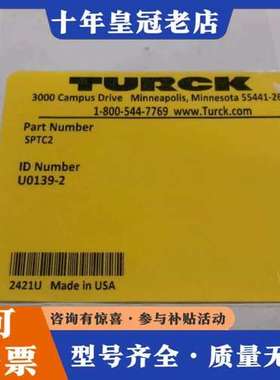 十年皇冠老店
TURCK
3000 Campus Drive Minneapolis, Minnesota 55441-26
1-800-544-7769 www.Turck.com
Part Number
SPTC2
ID Number
U0139-2
2421U Made in USA
咨询有惊喜·参与补贴活动
票 型号齐全·质量无忧